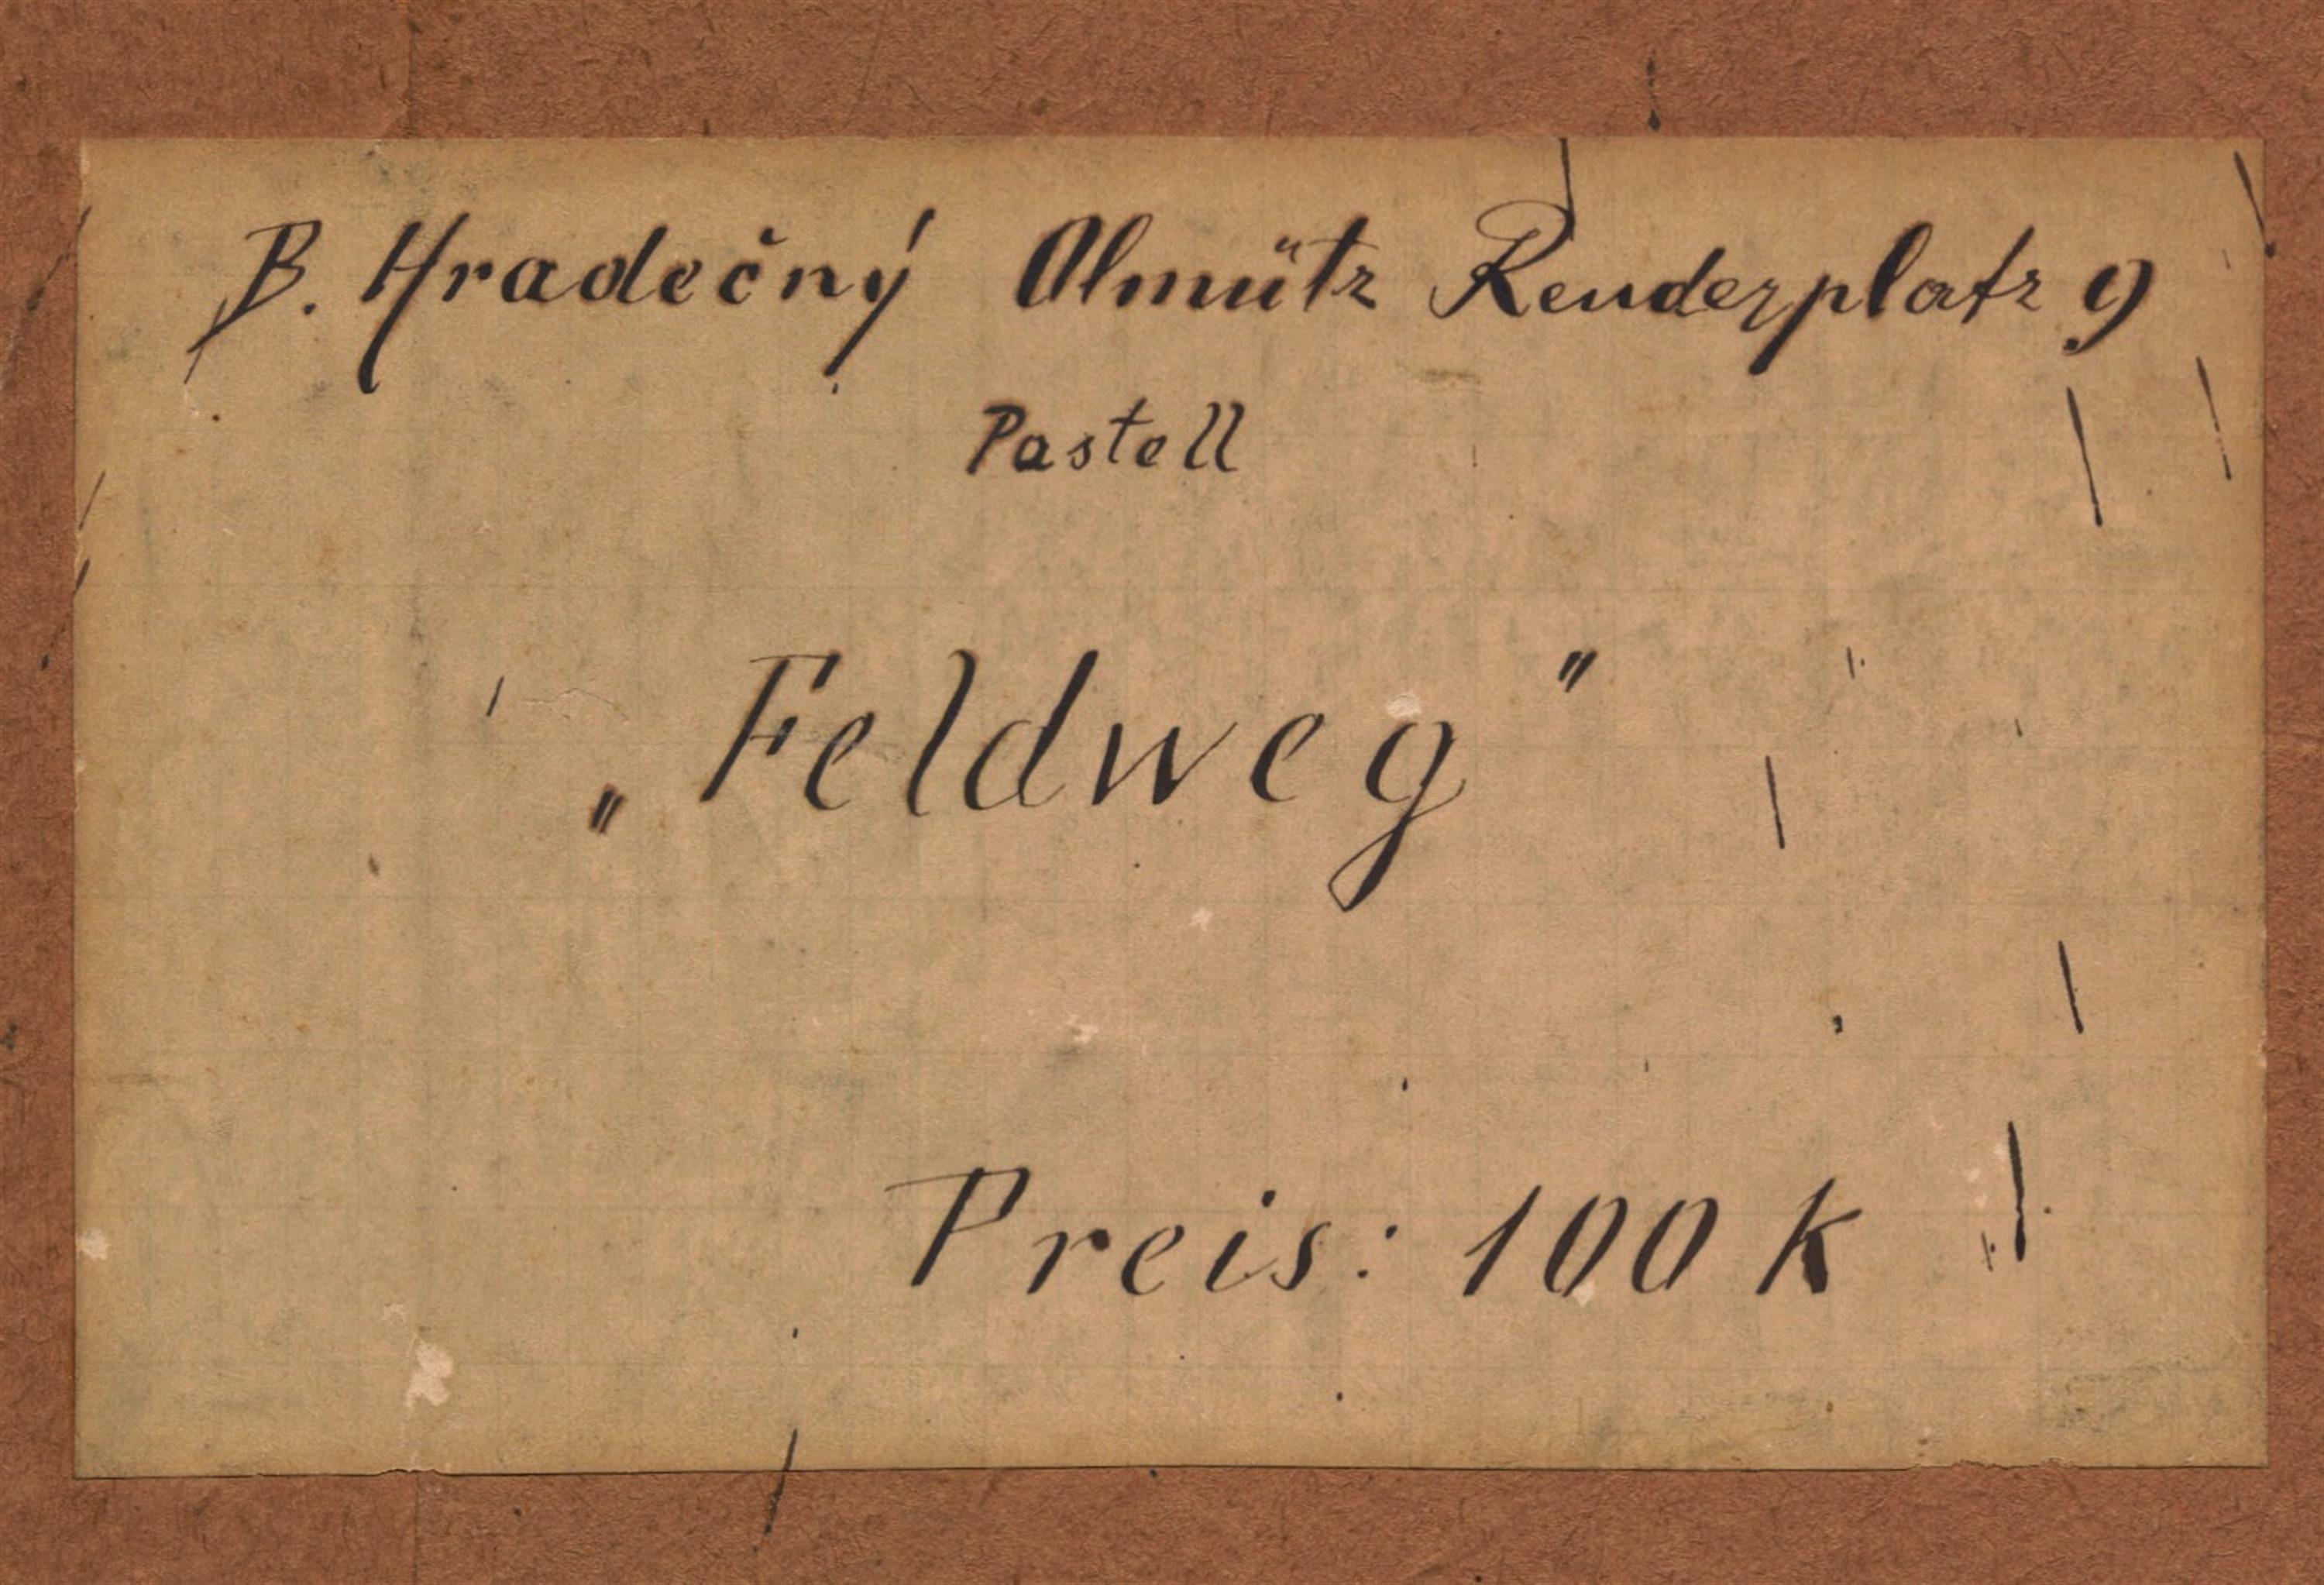 B. Hradečný Olmütz Renderplatz 9
Pastell
„Feldweg"
Preis: 100 K